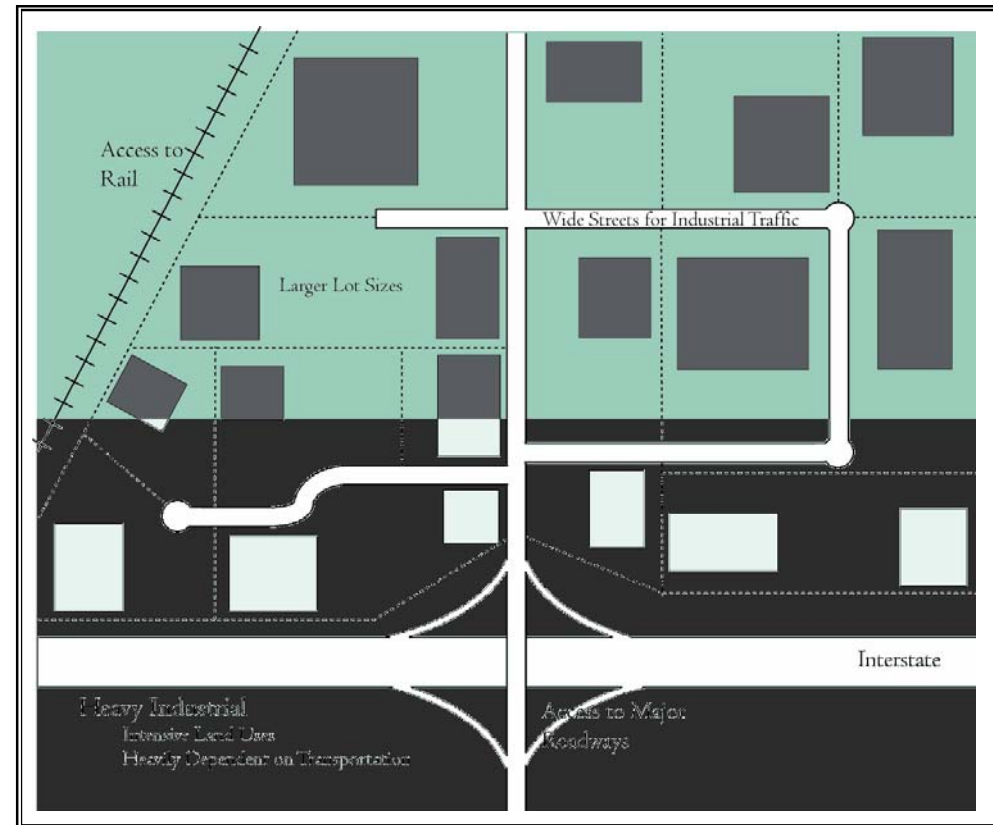 Access to
Rail
Wide Streets for Industrial Traffic
Larger Lot Sizes
Interstate
Heavy Industrial
Intensive Land Uses
Heavily Dependent on Transportation
Access to Major
Roadways